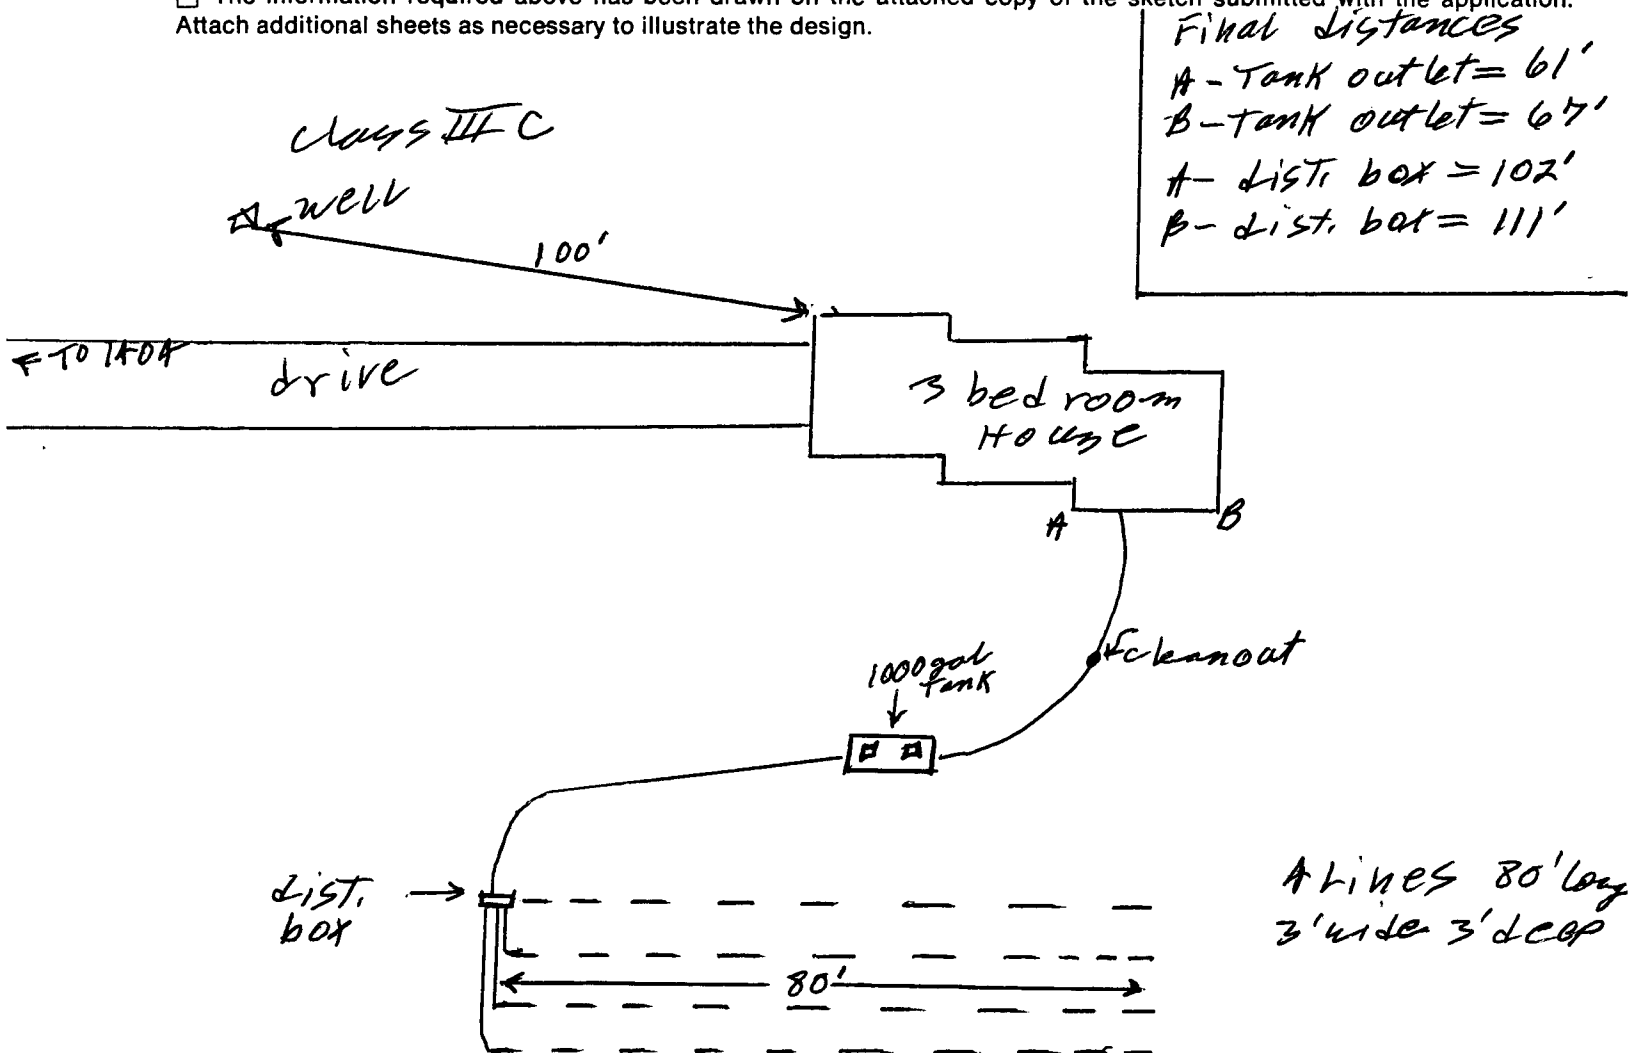 ☐ The information required above has been drawn on the attached copy of the sketch submitted with the application.
Attach additional sheets as necessary to illustrate the design.
Final distances
A - Tank outlet = 61'
B - Tank outlet = 67'
A - dist. box = 102'
B - dist. box = 111'
class III C
well
100'
← TO 1404
drive
3 bedroom
House
A
B
cleanout
1000 gal
Tank
dist.
box
80'
4 Lines 80' long
3' wide 3' deep